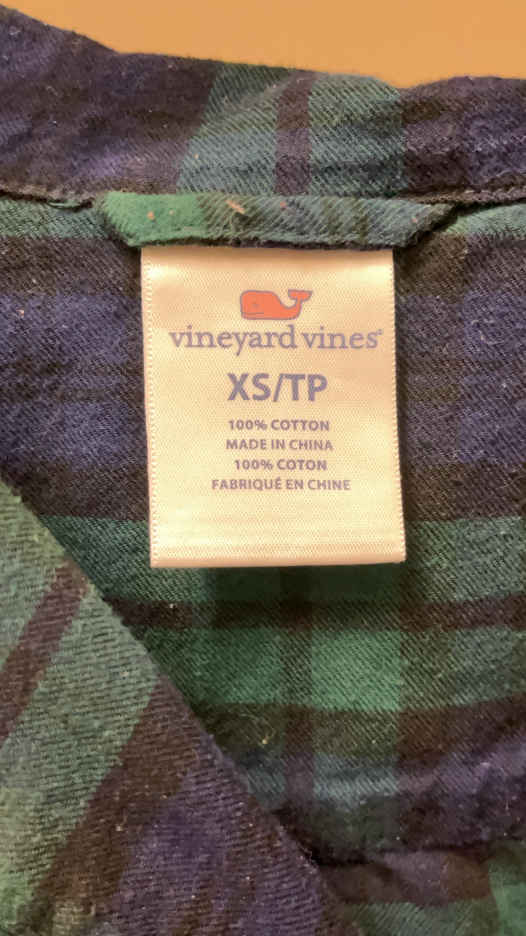 vineyard vines®
XS/TP
100% COTTON
MADE IN CHINA
100% COTON
FABRIQUÉ EN CHINE